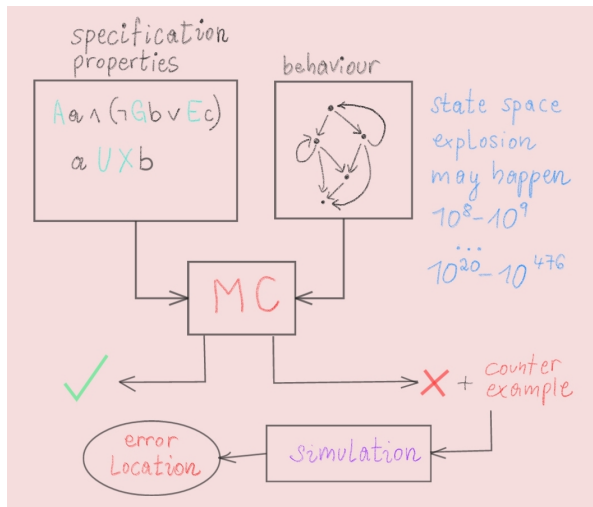 specification
properties
Aa ∧ (¬Gb ∨ Ec)
a UXb
behaviour
state space
explosion
may happen
10⁸-10⁹
...
10²⁰-10⁴⁷⁶
MC
+ counter
example
simulation
error
Location